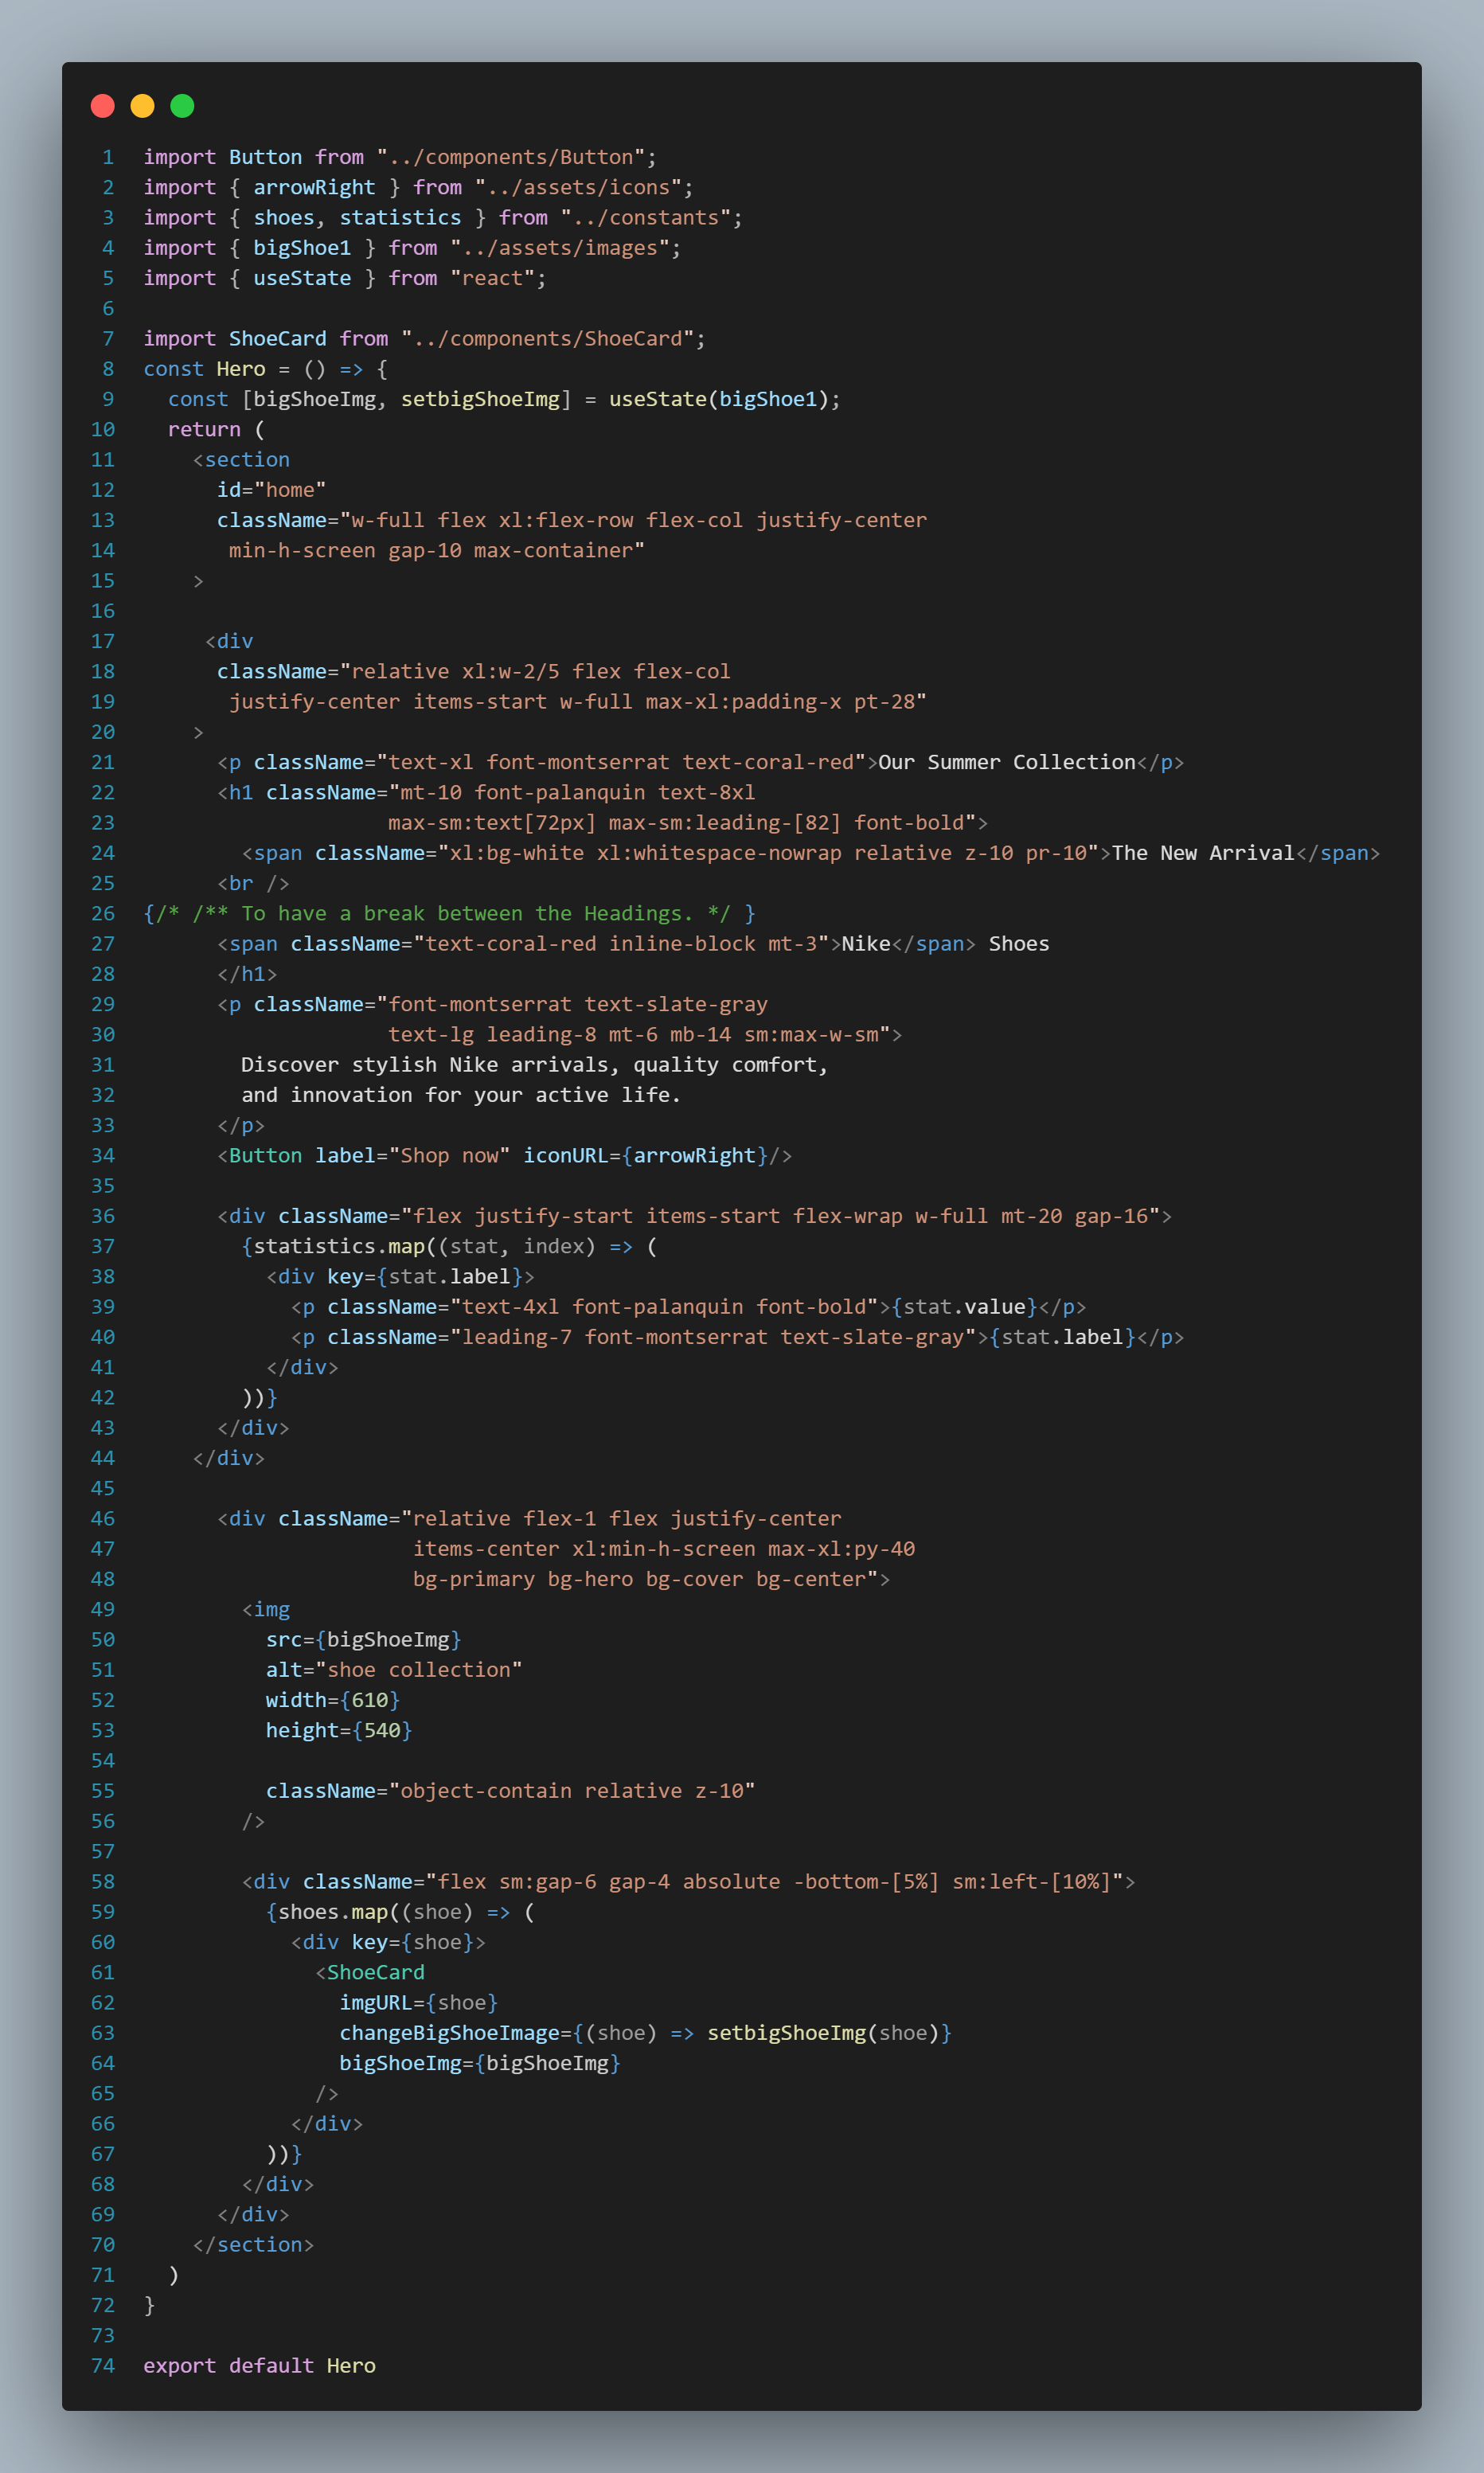 1 import Button from "../components/Button";
2 import { arrowRight } from "../assets/icons";
3 import { shoes, statistics } from "../constants";
4 import { bigShoe1 } from "../assets/images";
5 import { useState } from "react";
6
7 import ShoeCard from "../components/ShoeCard";
8 const Hero = () => {
9   const [bigShoeImg, setbigShoeImg] = useState(bigShoe1);
10   return (
11     <section
12       id="home"
13       className="w-full flex xl:flex-row flex-col justify-center
14        min-h-screen gap-10 max-container"
15     >
16
17      <div
18       className="relative xl:w-2/5 flex flex-col
19        justify-center items-start w-full max-xl:padding-x pt-28"
20     >
21       <p className="text-xl font-montserrat text-coral-red">Our Summer Collection</p>
22       <h1 className="mt-10 font-palanquin text-8xl
23                     max-sm:text[72px] max-sm:leading-[82] font-bold">
24         <span className="xl:bg-white xl:whitespace-nowrap relative z-10 pr-10">The New Arrival</span>
25       <br />
26 {/* /** To have a break between the Headings. */ }
27       <span className="text-coral-red inline-block mt-3">Nike</span> Shoes
28       </h1>
29       <p className="font-montserrat text-slate-gray
30                     text-lg leading-8 mt-6 mb-14 sm:max-w-sm">
31         Discover stylish Nike arrivals, quality comfort,
32         and innovation for your active life.
33       </p>
34       <Button label="Shop now" iconURL={arrowRight}/>
35
36       <div className="flex justify-start items-start flex-wrap w-full mt-20 gap-16">
37         {statistics.map((stat, index) => (
38           <div key={stat.label}>
39             <p className="text-4xl font-palanquin font-bold">{stat.value}</p>
40             <p className="leading-7 font-montserrat text-slate-gray">{stat.label}</p>
41           </div>
42         ))}
43       </div>
44     </div>
45
46       <div className="relative flex-1 flex justify-center
47                       items-center xl:min-h-screen max-xl:py-40
48                       bg-primary bg-hero bg-cover bg-center">
49         <img
50           src={bigShoeImg}
51           alt="shoe collection"
52           width={610}
53           height={540}
54
55           className="object-contain relative z-10"
56         />
57
58         <div className="flex sm:gap-6 gap-4 absolute -bottom-[5%] sm:left-[10%]">
59           {shoes.map((shoe) => (
60             <div key={shoe}>
61               <ShoeCard
62                 imgURL={shoe}
63                 changeBigShoeImage={(shoe) => setbigShoeImg(shoe)}
64                 bigShoeImg={bigShoeImg}
65               />
66             </div>
67           ))}
68         </div>
69       </div>
70     </section>
71   )
72 }
73
74 export default Hero